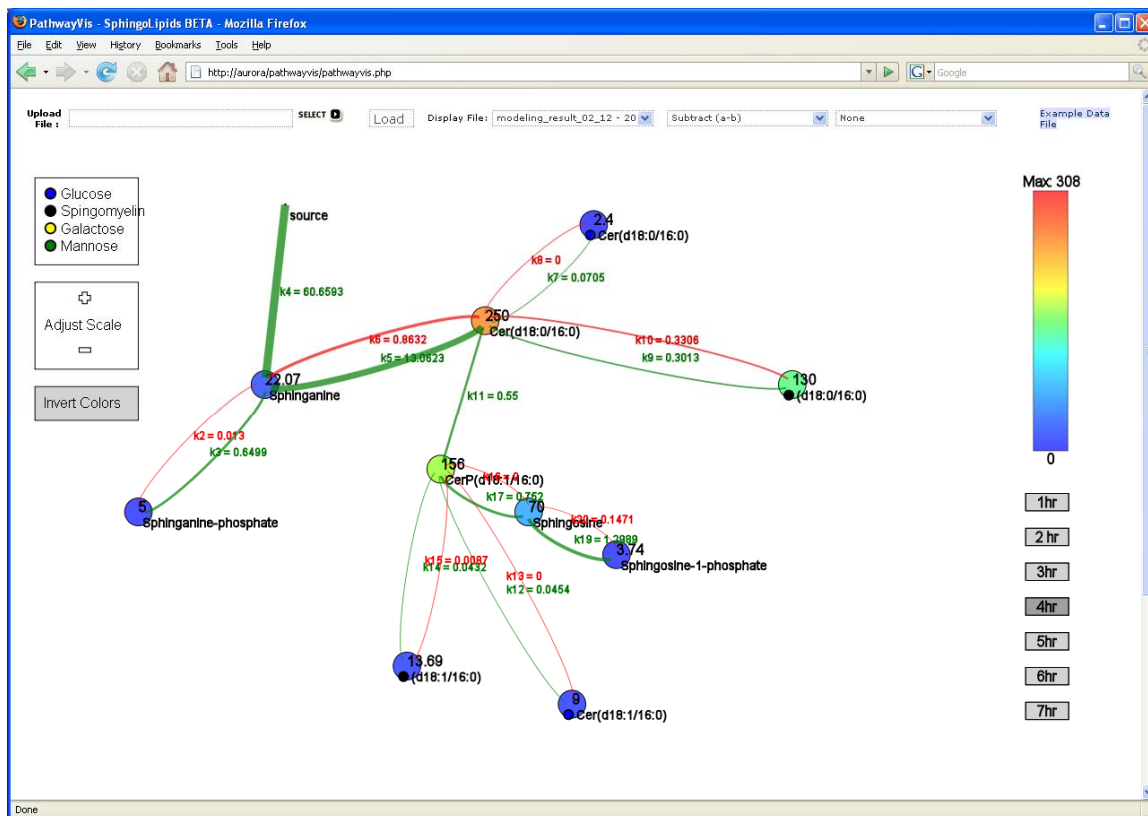 PathwayVis - SphingoLipids BETA - Mozilla Firefox
File Edit View History Bookmarks Tools Help
http://aurora/pathwayvis/pathwayvis.php
G Google
Upload File :
SELECT
Load
Display File:
modeling_result_02_12 - 20
Subtract (a-b)
None
Example Data File
Glucose
Spingomyelin
Galactose
Mannose
Adjust Scale
Invert Colors
source
k4 = 60.6593
2.4
Cer(d18:0/16:0)
k8 = 0
k7 = 0.0705
250
Cer(d18:0/16:0)
k6 = 0.8632
k5 = 13.0623
k10 = 0.3306
k9 = 0.3013
22.07
Sphinganine
130
(d18:0/16:0)
k11 = 0.55
k2 = 0.013
k3 = 0.6499
5
Sphinganine-phosphate
156
CerP(d18:1/16:0)
k16 = 0
k17 = 0.752
70
Sphingosine
k20 = 0.1471
k19 = 1.2989
3.74
Sphingosine-1-phosphate
k15 = 0.0087
k14 = 0.0432
k13 = 0
k12 = 0.0454
13.69
(d18:1/16:0)
9
Cer(d18:1/16:0)
Max: 308
0
1hr
2 hr
3hr
4hr
5hr
6hr
7hr
Done